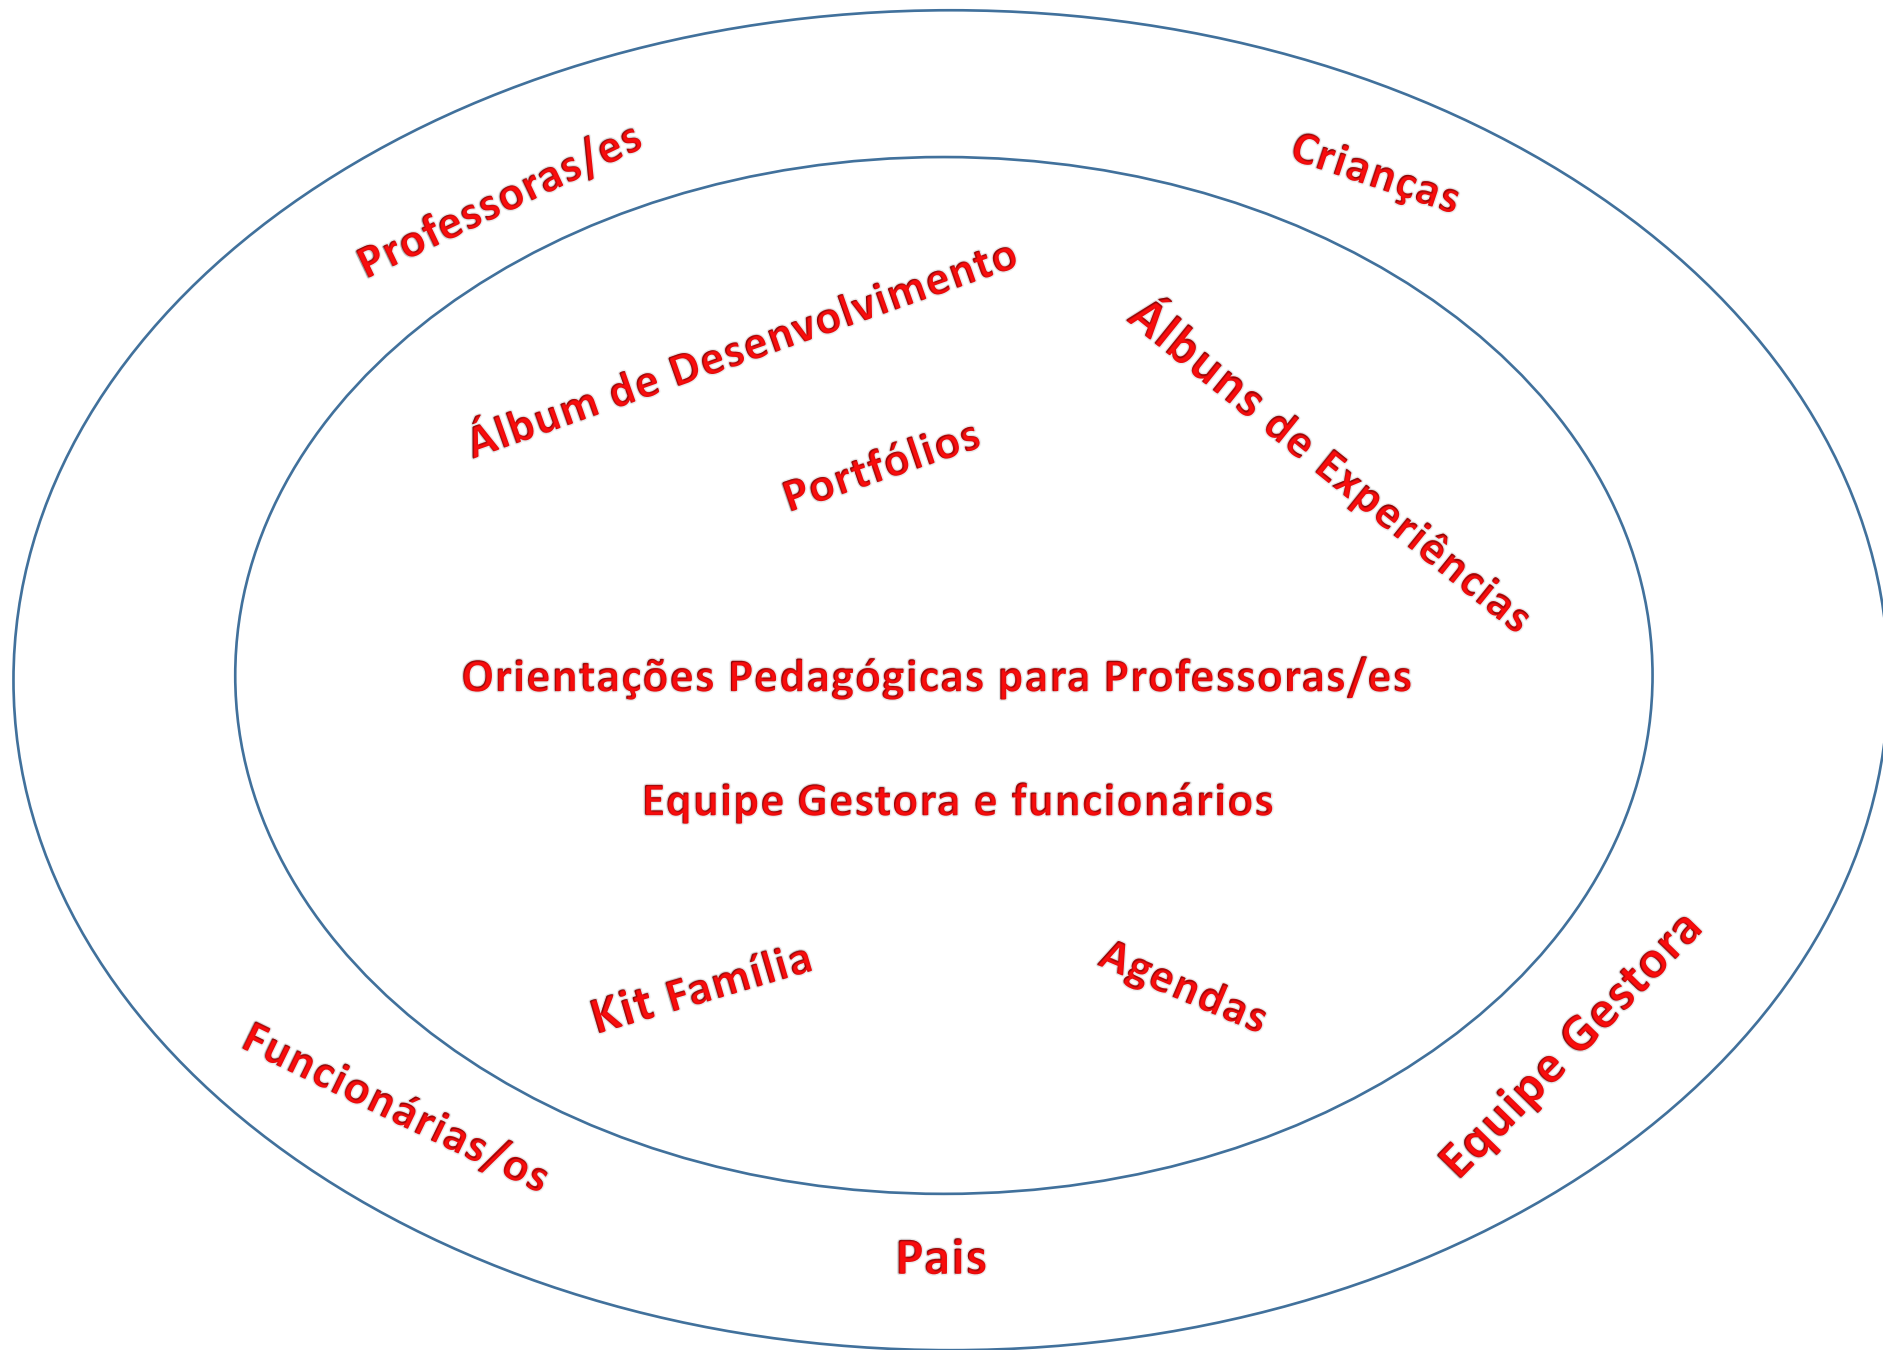 Professoras/es
Crianças
Álbum de Desenvolvimento
Álbuns de Experiências
Portfólios
Orientações Pedagógicas para Professoras/es
Equipe Gestora e funcionários
Kit Família
Agendas
Equipe Gestora
Funcionárias/os
Pais